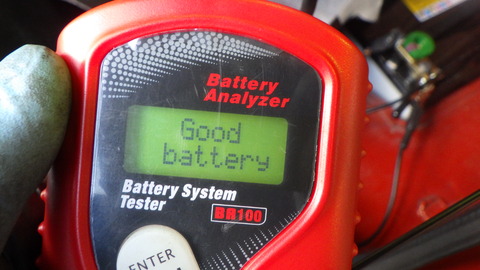 Battery
Analyzer
Good
battery
Battery System
Tester
BR100
ENTER